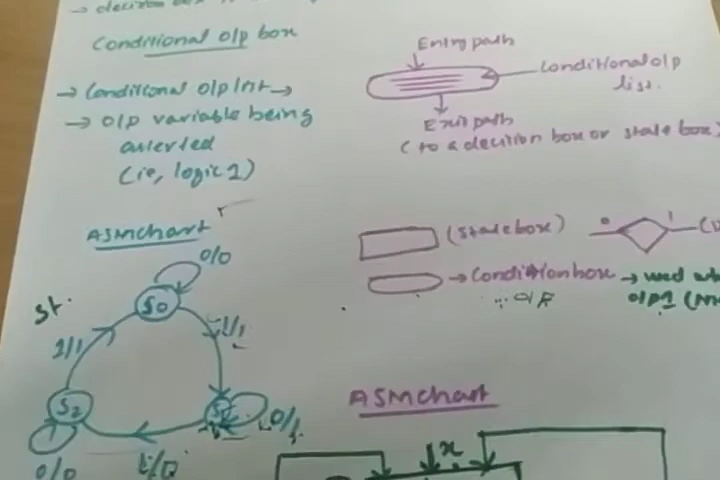 → decision box
Conditional o/p box
→ Conditional o/p list →
→ o/p variable being
asserted
(ie, logic 1)
Entry path
Conditional o/p
list.
Exit path
(to a decision box or state box)
ASMchart
(state box)
0
1
→ Condition box → used
o/p 1
St.
0/0
S0
1/1
1/1
S2
0/0
ASMchart
x